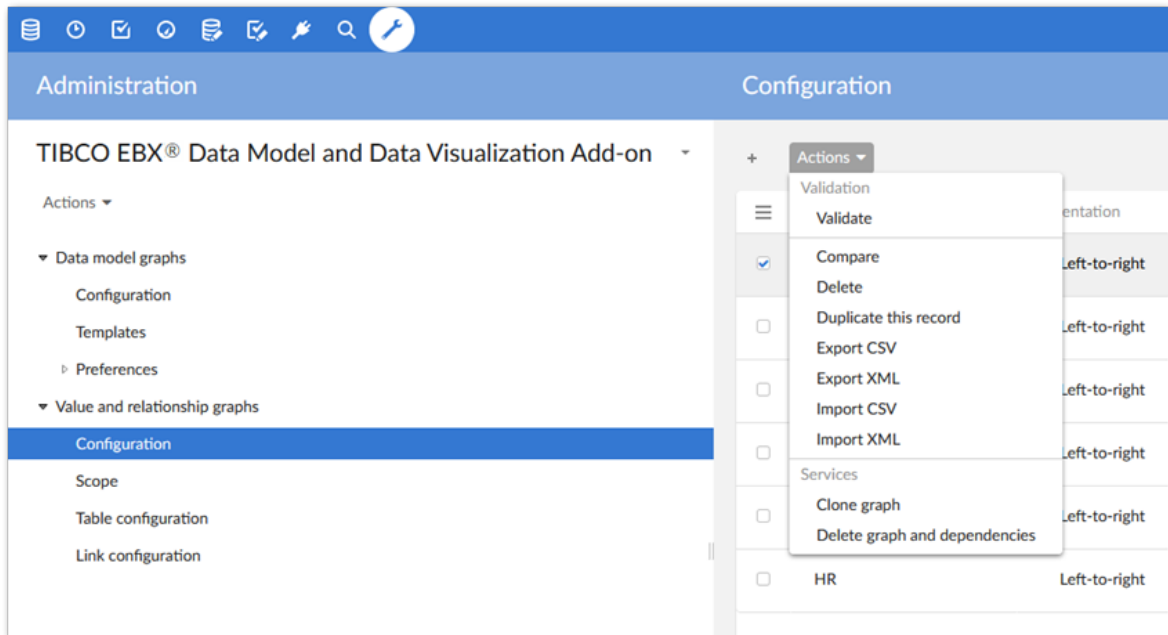 Administration
Configuration
TIBCO EBX® Data Model and Data Visualization Add-on
Actions
Data model graphs
Configuration
Templates
Preferences
Value and relationship graphs
Configuration
Scope
Table configuration
Link configuration
Actions
Validation
Validate
Compare
Delete
Duplicate this record
Export CSV
Export XML
Import CSV
Import XML
Services
Clone graph
Delete graph and dependencies
entation
Left-to-right
Left-to-right
Left-to-right
Left-to-right
Left-to-right
HR Left-to-right